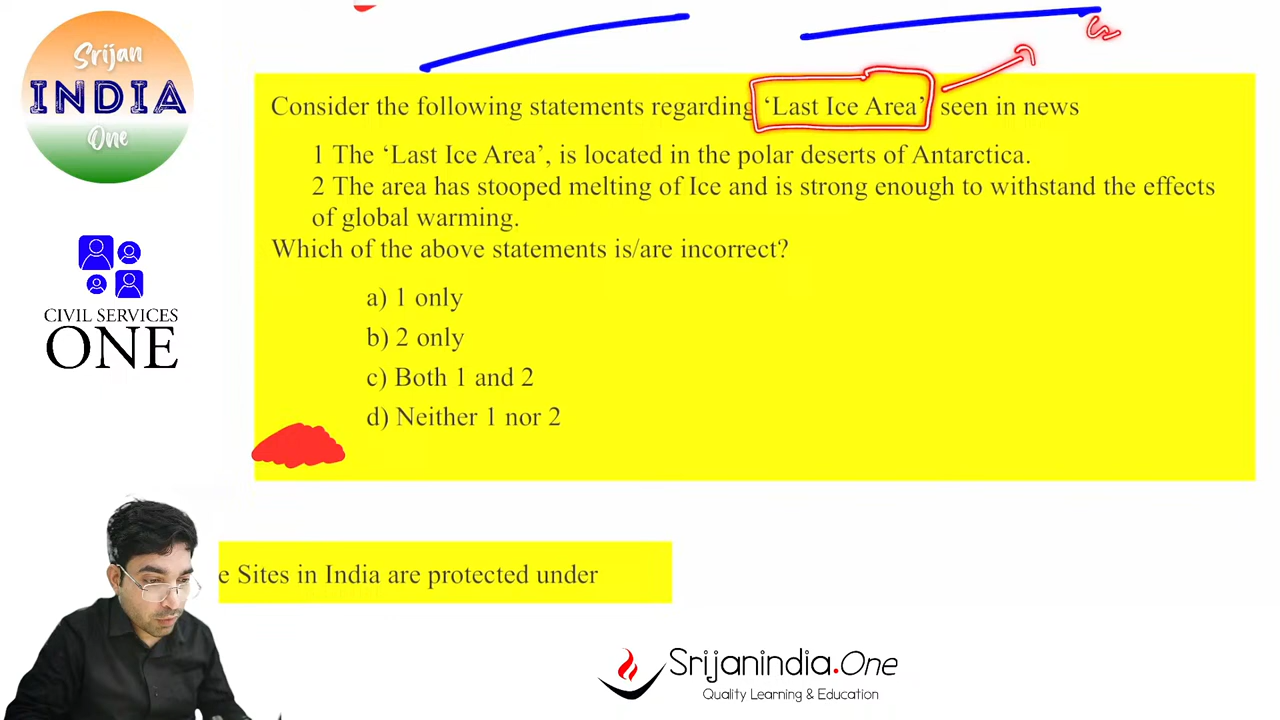 Srijan
INDIA
One
CIVIL SERVICES
ONE
Consider the following statements regarding ‘Last Ice Area’ seen in news
1 The ‘Last Ice Area’, is located in the polar deserts of Antarctica.
2 The area has stooped melting of Ice and is strong enough to withstand the effects
of global warming.
Which of the above statements is/are incorrect?
a) 1 only
b) 2 only
c) Both 1 and 2
d) Neither 1 nor 2
e Sites in India are protected under
Srijanindia.One
Quality Learning & Education